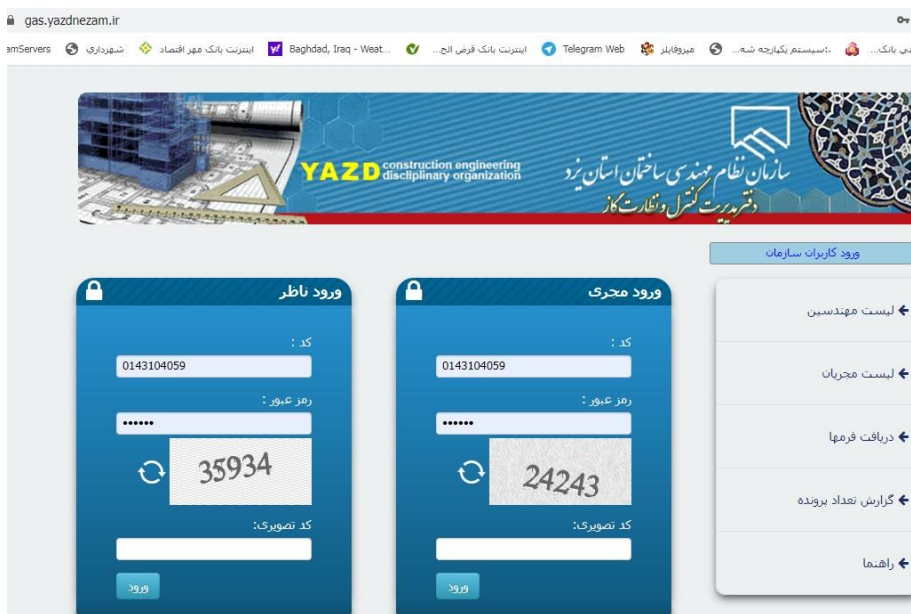 gas.yazdnezam.ir
دی بانک...
؛سیستم یکپارچه شه...
میروفایلر
Telegram Web
اینترنت بانک قرض الح...
Baghdad, Iraq - Weat...
اینترنت بانک مهر اقتصاد
شهرداری
amServers
سازمان نظام مهندسی ساختمان استان یزد
دفتر مدیریت کنترل و نظارت گاز
YAZD construction engineering
disciplinary organization
ورود کاربران سازمان
لیست مهندسین
لیست مجریان
دریافت فرمها
گزارش تعداد پرونده
راهنما
ورود مجری
کد :
0143104059
رمز عبور :
••••••
24243
کد تصویری:
ورود
ورود ناظر
کد :
0143104059
رمز عبور :
••••••
35934
کد تصویری:
ورود